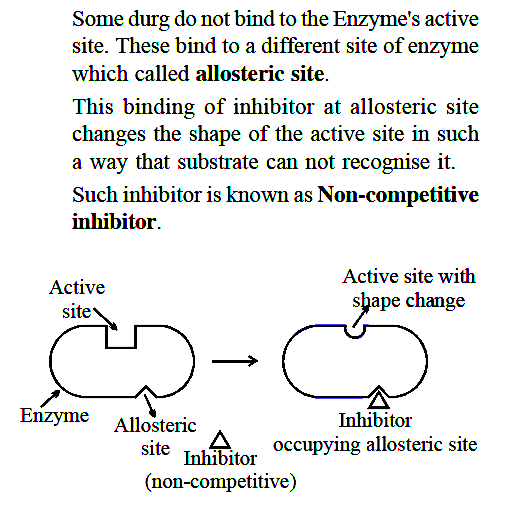 Some durg do not bind to the Enzyme's active
site. These bind to a different site of enzyme
which called allosteric site.
This binding of inhibitor at allosteric site
changes the shape of the active site in such
a way that substrate can not recognise it.
Such inhibitor is known as Non-competitive
inhibitor.
Active
site
Enzyme
Allosteric
site
Inhibitor
(non-competitive)
Active site with
shape change
Inhibitor
occupying allosteric site